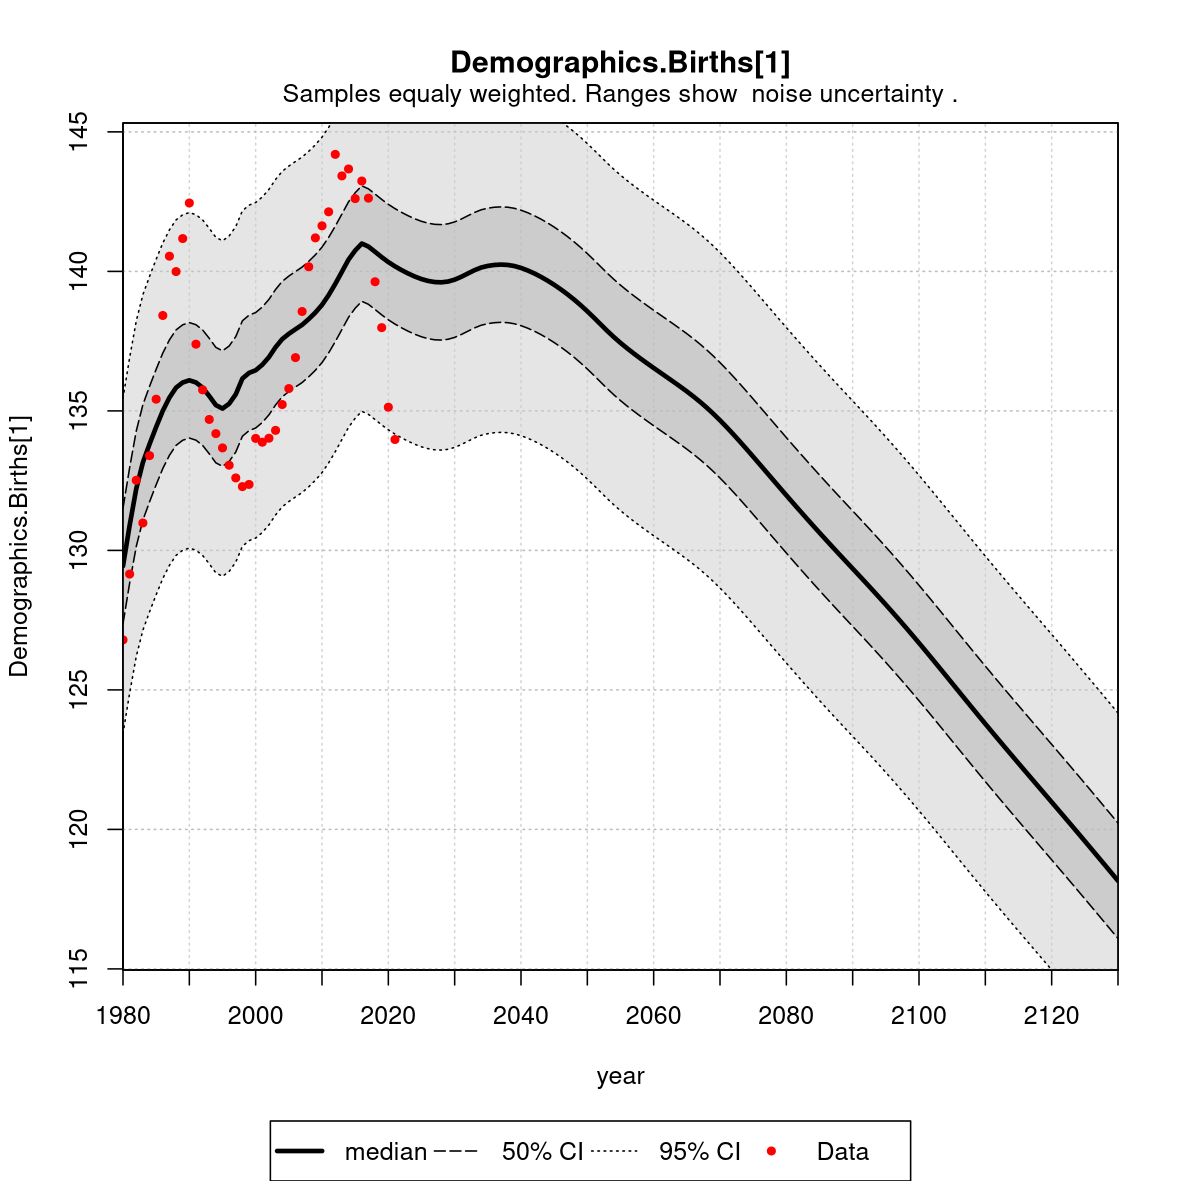 Demographics.Births[1]
Samples equaly weighted. Ranges show  noise uncertainty .
Demographics.Births[1]
145
140
135
130
125
120
115
1980 2000 2020 2040 2060 2080 2100 2120
year
median 50% CI 95% CI Data